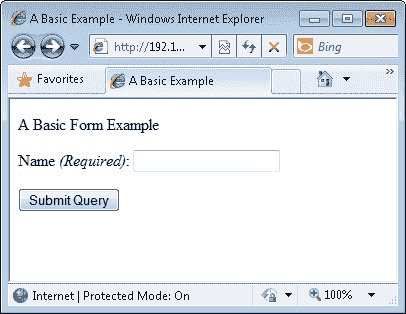 A Basic Example - Windows Internet Explorer
http://192.1...
Bing
Favorites
A Basic Example
A Basic Form Example
Name (Required):
Submit Query
Internet | Protected Mode: On
100%